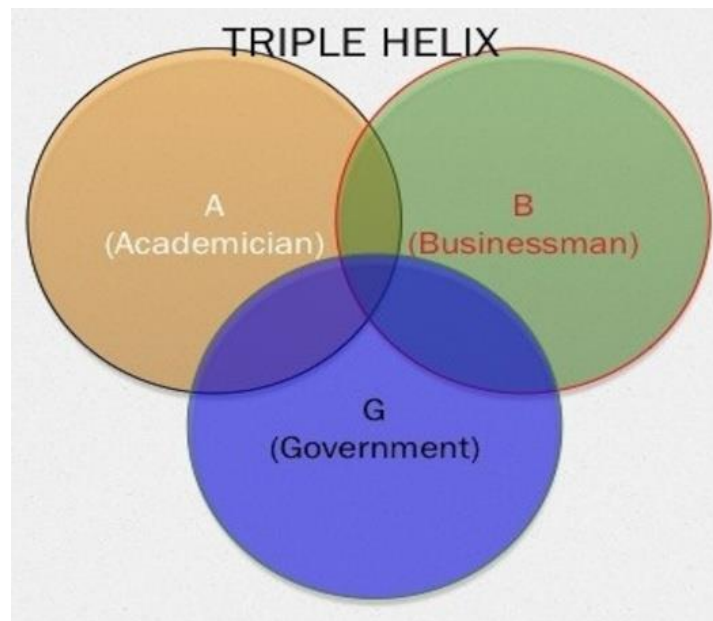 TRIPLE HELIX
A
(Academician)
B
(Businessman)
G
(Government)